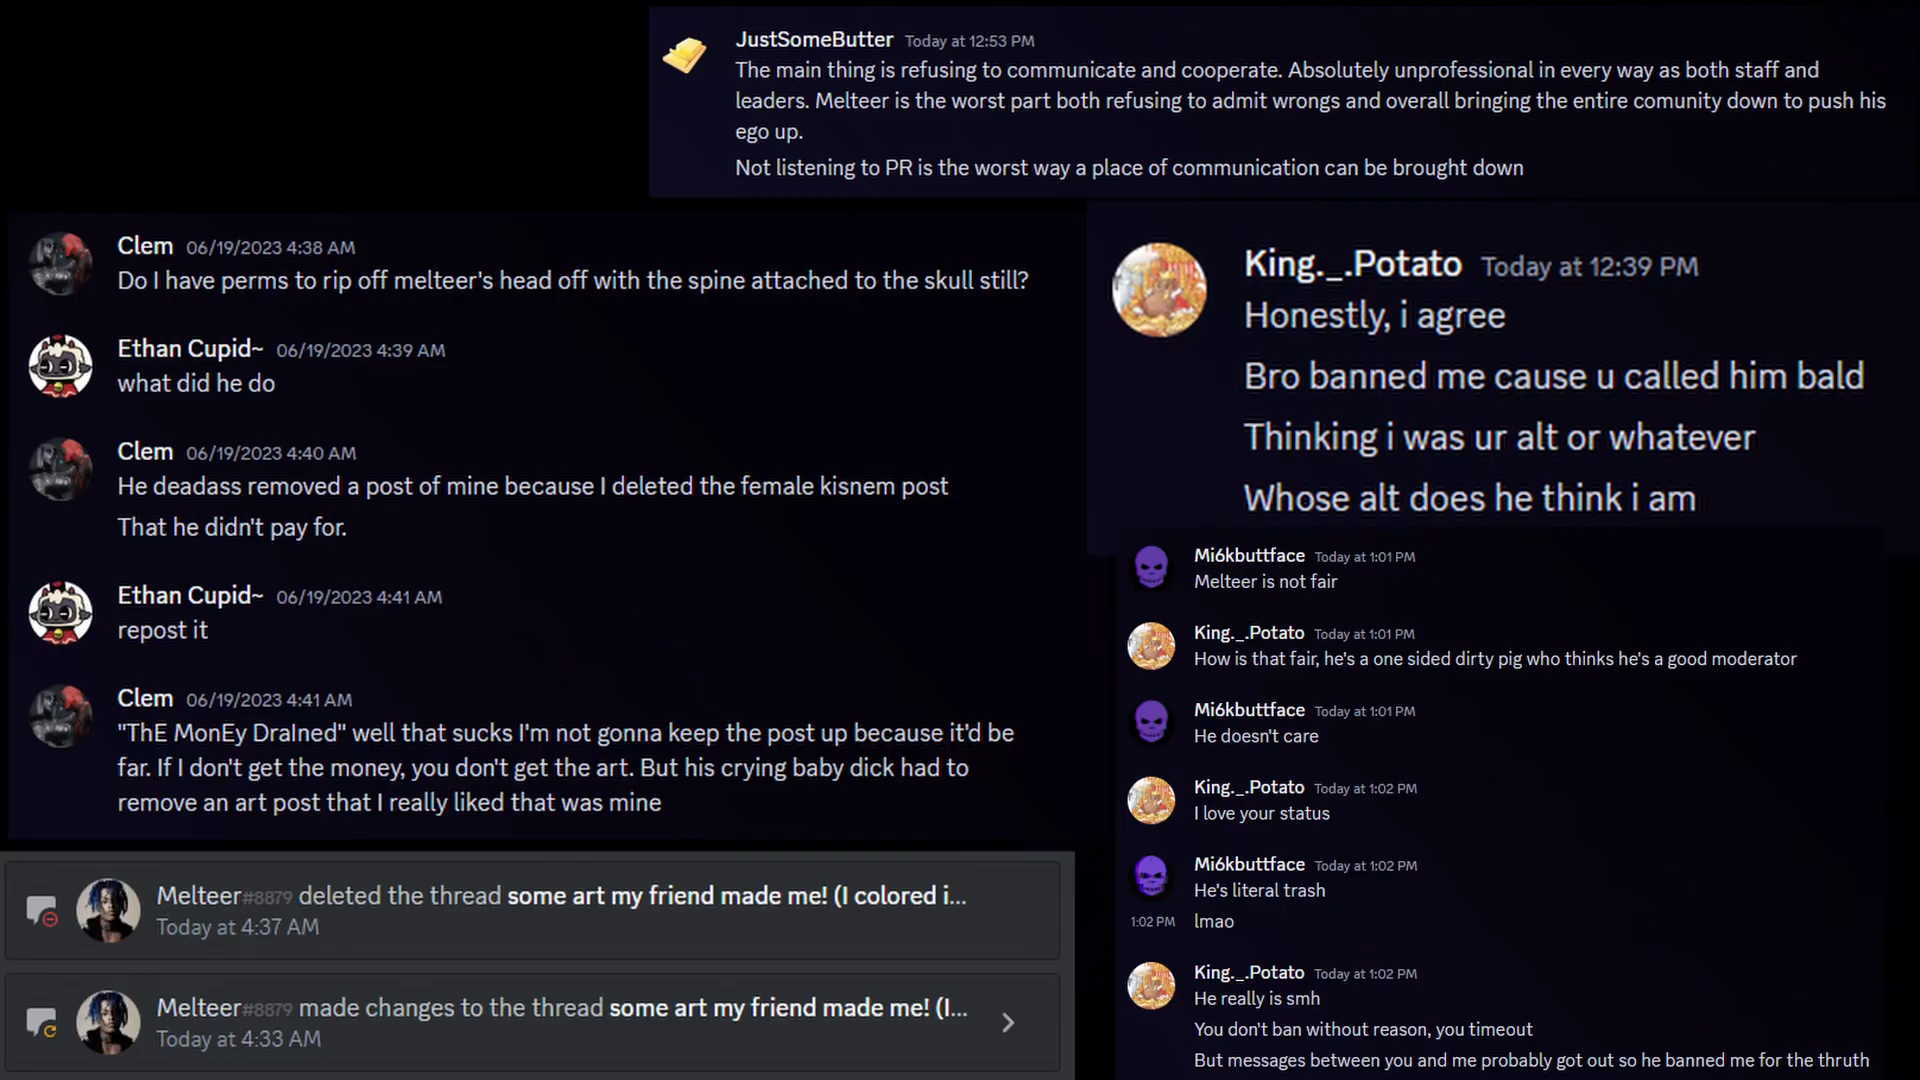 JustSomeButter Today at 12:53 PM
The main thing is refusing to communicate and cooperate. Absolutely unprofessional in every way as both staff and
leaders. Melteer is the worst part both refusing to admit wrongs and overall bringing the entire comunity down to push his
ego up.
Not listening to PR is the worst way a place of communication can be brought down
Clem 06/19/2023 4:38 AM
Do I have perms to rip off melteer's head off with the spine attached to the skull still?
Ethan Cupid~ 06/19/2023 4:39 AM
what did he do
Clem 06/19/2023 4:40 AM
He deadass removed a post of mine because I deleted the female kisnem post
That he didn't pay for.
Ethan Cupid~ 06/19/2023 4:41 AM
repost it
Clem 06/19/2023 4:41 AM
"ThE MonEy DraIned" well that sucks I'm not gonna keep the post up because it'd be
far. If I don't get the money, you don't get the art. But his crying baby dick had to
remove an art post that I really liked that was mine
Melteer#8879 deleted the thread some art my friend made me! (I colored i...
Today at 4:37 AM
Melteer#8879 made changes to the thread some art my friend made me! (I...
Today at 4:33 AM
King._.Potato Today at 12:39 PM
Honestly, i agree
Bro banned me cause u called him bald
Thinking i was ur alt or whatever
Whose alt does he think i am
Mi6kbuttface Today at 1:01 PM
Melteer is not fair
King._.Potato Today at 1:01 PM
How is that fair, he's a one sided dirty pig who thinks he's a good moderator
Mi6kbuttface Today at 1:01 PM
He doesn't care
King._.Potato Today at 1:02 PM
I love your status
Mi6kbuttface Today at 1:02 PM
He's literal trash
1:02 PM lmao
King._.Potato Today at 1:02 PM
He really is smh
You don't ban without reason, you timeout
But messages between you and me probably got out so he banned me for the thruth